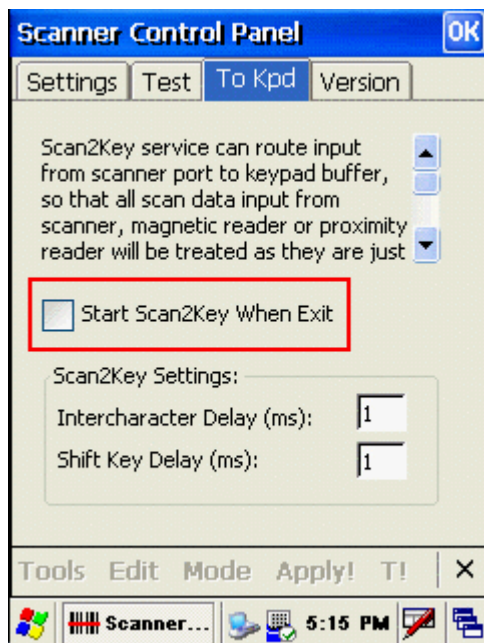 Scanner Control Panel OK
Settings Test To Kpd Version
Scan2Key service can route input
from scanner port to keypad buffer,
so that all scan data input from
scanner, magnetic reader or proximity
reader will be treated as they are just
Start Scan2Key When Exit
Scan2Key Settings:
Intercharacter Delay (ms): 1
Shift Key Delay (ms): 1
Tools Edit Mode Apply! T! ×
Scanner... 5:15 PM